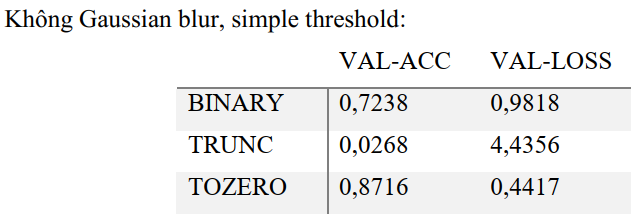 Không Gaussian blur, simple threshold:
VAL-ACC VAL-LOSS
BINARY 0,7238 0,9818
TRUNC 0,0268 4,4356
TOZERO 0,8716 0,4417